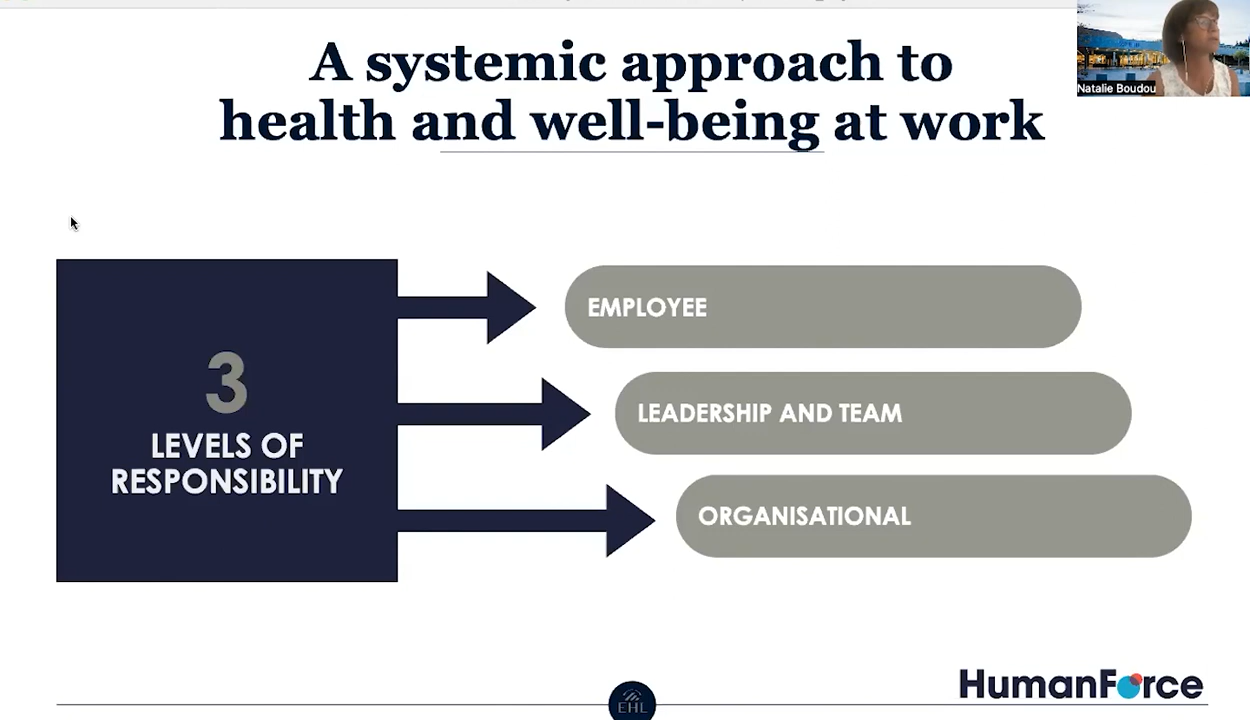 A systemic approach to
health and well-being at work
Natalie Boudou
3
LEVELS OF
RESPONSIBILITY
EMPLOYEE
LEADERSHIP AND TEAM
ORGANISATIONAL
EHL
HumanForce